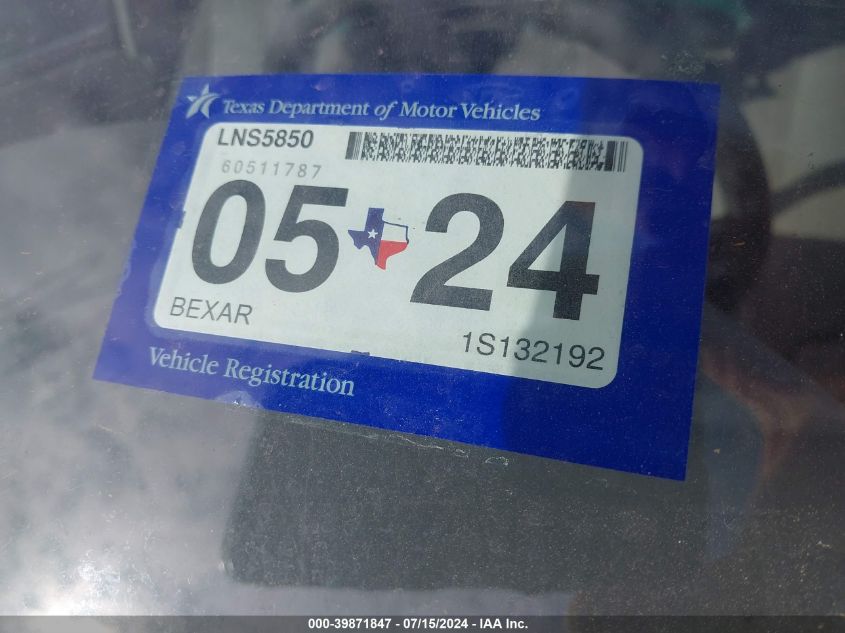 Texas Department of Motor Vehicles
LNS5850
60511787
05 24
BEXAR
1S132192
Vehicle Registration
000-39871847 - 07/15/2024 - IAA Inc.